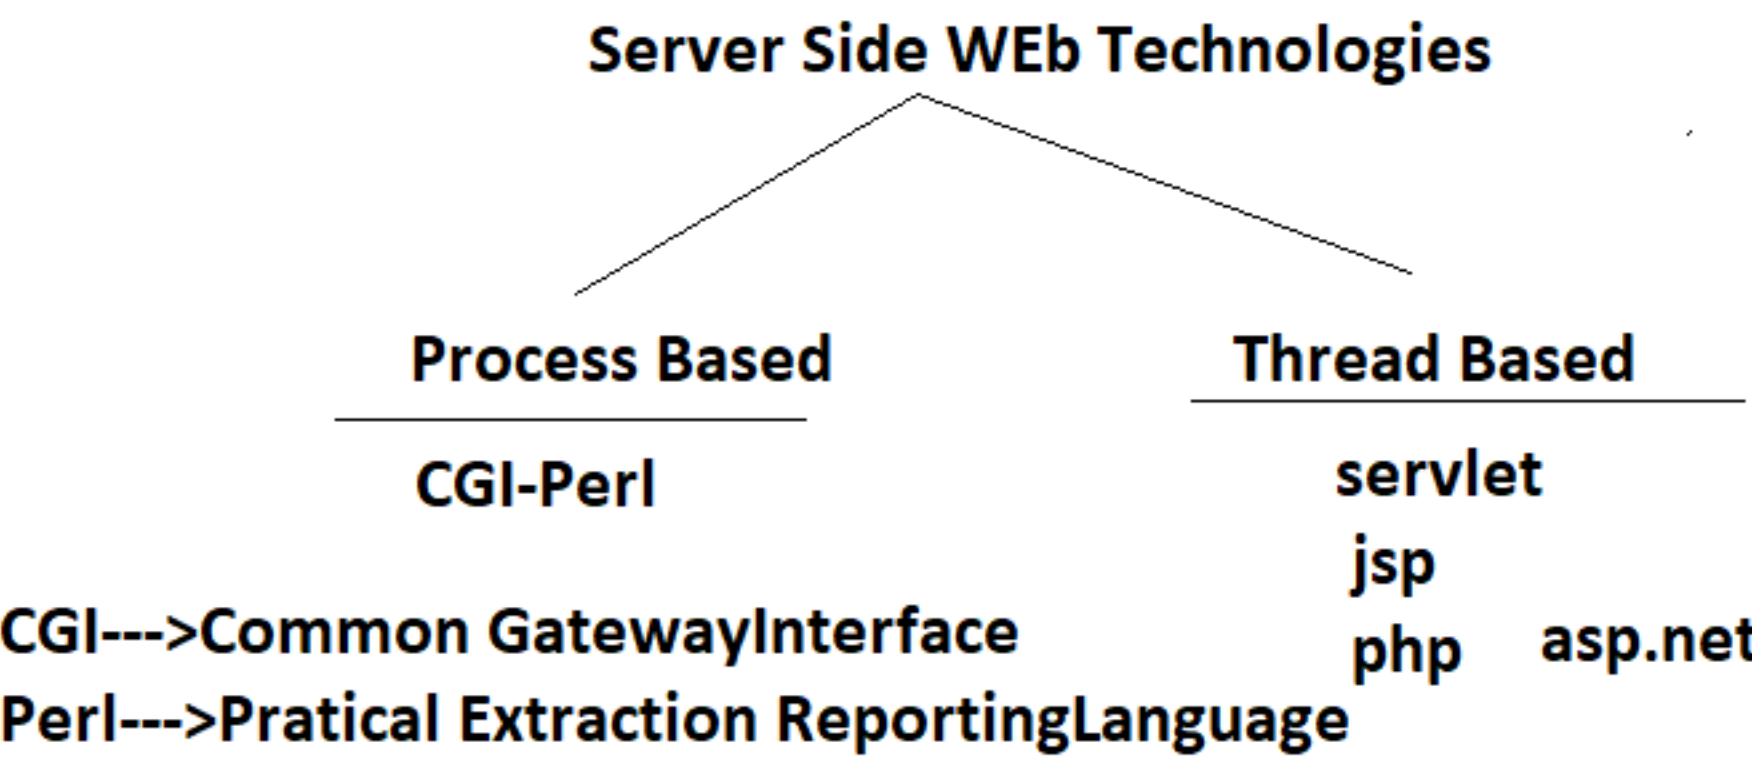 Server Side WEb Technologies
Process Based
Thread Based
CGI-Perl
servlet
jsp
php
asp.net
CGI--->Common GatewayInterface
Perl--->Pratical Extraction ReportingLanguage